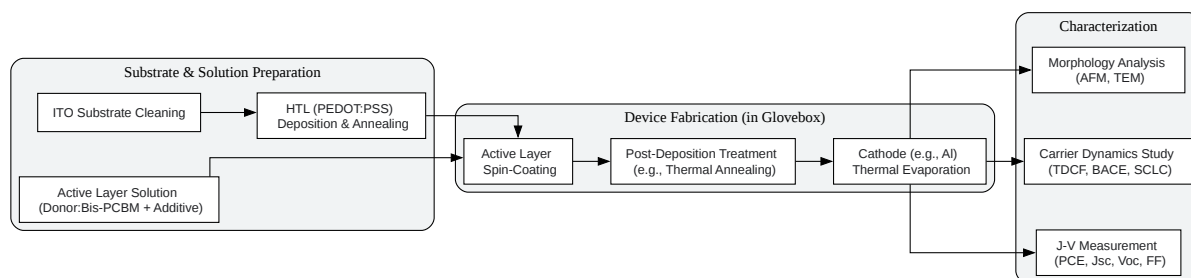 Substrate & Solution Preparation
ITO Substrate Cleaning
HTL (PEDOT:PSS)
Deposition & Annealing
Active Layer Solution
(Donor:Bis-PCBM + Additive)
Device Fabrication (in Glovebox)
Active Layer
Spin-Coating
Post-Deposition Treatment
(e.g., Thermal Annealing)
Cathode (e.g., Al)
Thermal Evaporation
Characterization
Morphology Analysis
(AFM, TEM)
Carrier Dynamics Study
(TDCF, BACE, SCLC)
J-V Measurement
(PCE, Jsc, Voc, FF)